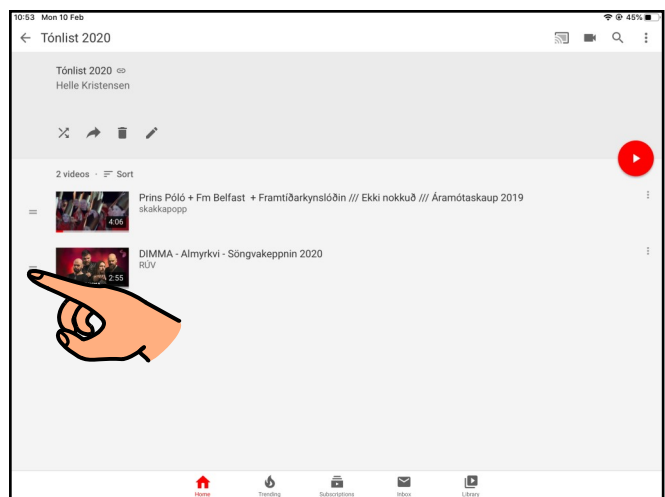 10:53 Mon 10 Feb 45%
Tónlist 2020
Tónlist 2020
Helle Kristensen
2 videos · Sort
Prins Póló + Fm Belfast + Framtíðarkynslóðin /// Ekki nokkuð /// Áramótaskaup 2019
skakkapopp
4:06
DIMMA - Almyrkvi - Söngvakeppnin 2020
RÚV
2:55
Home Trending Subscriptions Inbox Library